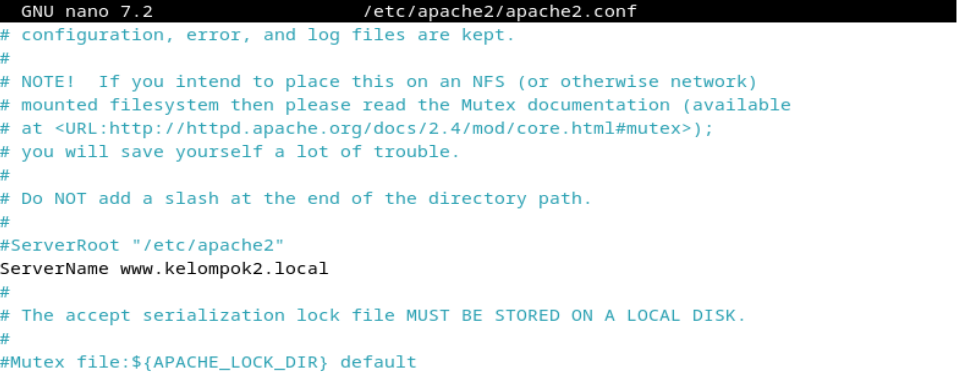 GNU nano 7.2 /etc/apache2/apache2.conf
# configuration, error, and log files are kept.
#
# NOTE!  If you intend to place this on an NFS (or otherwise network)
# mounted filesystem then please read the Mutex documentation (available
# at <URL:http://httpd.apache.org/docs/2.4/mod/core.html#mutex>);
# you will save yourself a lot of trouble.
#
# Do NOT add a slash at the end of the directory path.
#
#ServerRoot "/etc/apache2"
ServerName www.kelompok2.local
#
# The accept serialization lock file MUST BE STORED ON A LOCAL DISK.
#
#Mutex file:${APACHE_LOCK_DIR} default